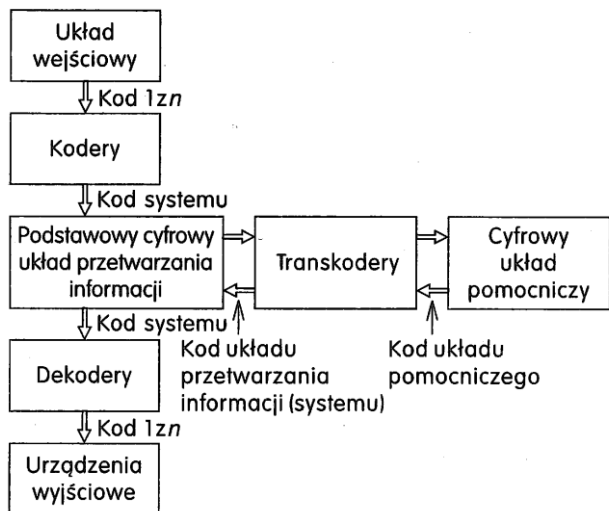 Układ
wejściowy
Kod 1zn
Kodery
Kod systemu
Podstawowy cyfrowy
układ przetwarzania
informacji
Transkodery
Cyfrowy
układ
pomocniczy
Kod systemu
Kod układu
przetwarzania
informacji (systemu)
Kod układu
pomocniczego
Dekodery
Kod 1zn
Urządzenia
wyjściowe